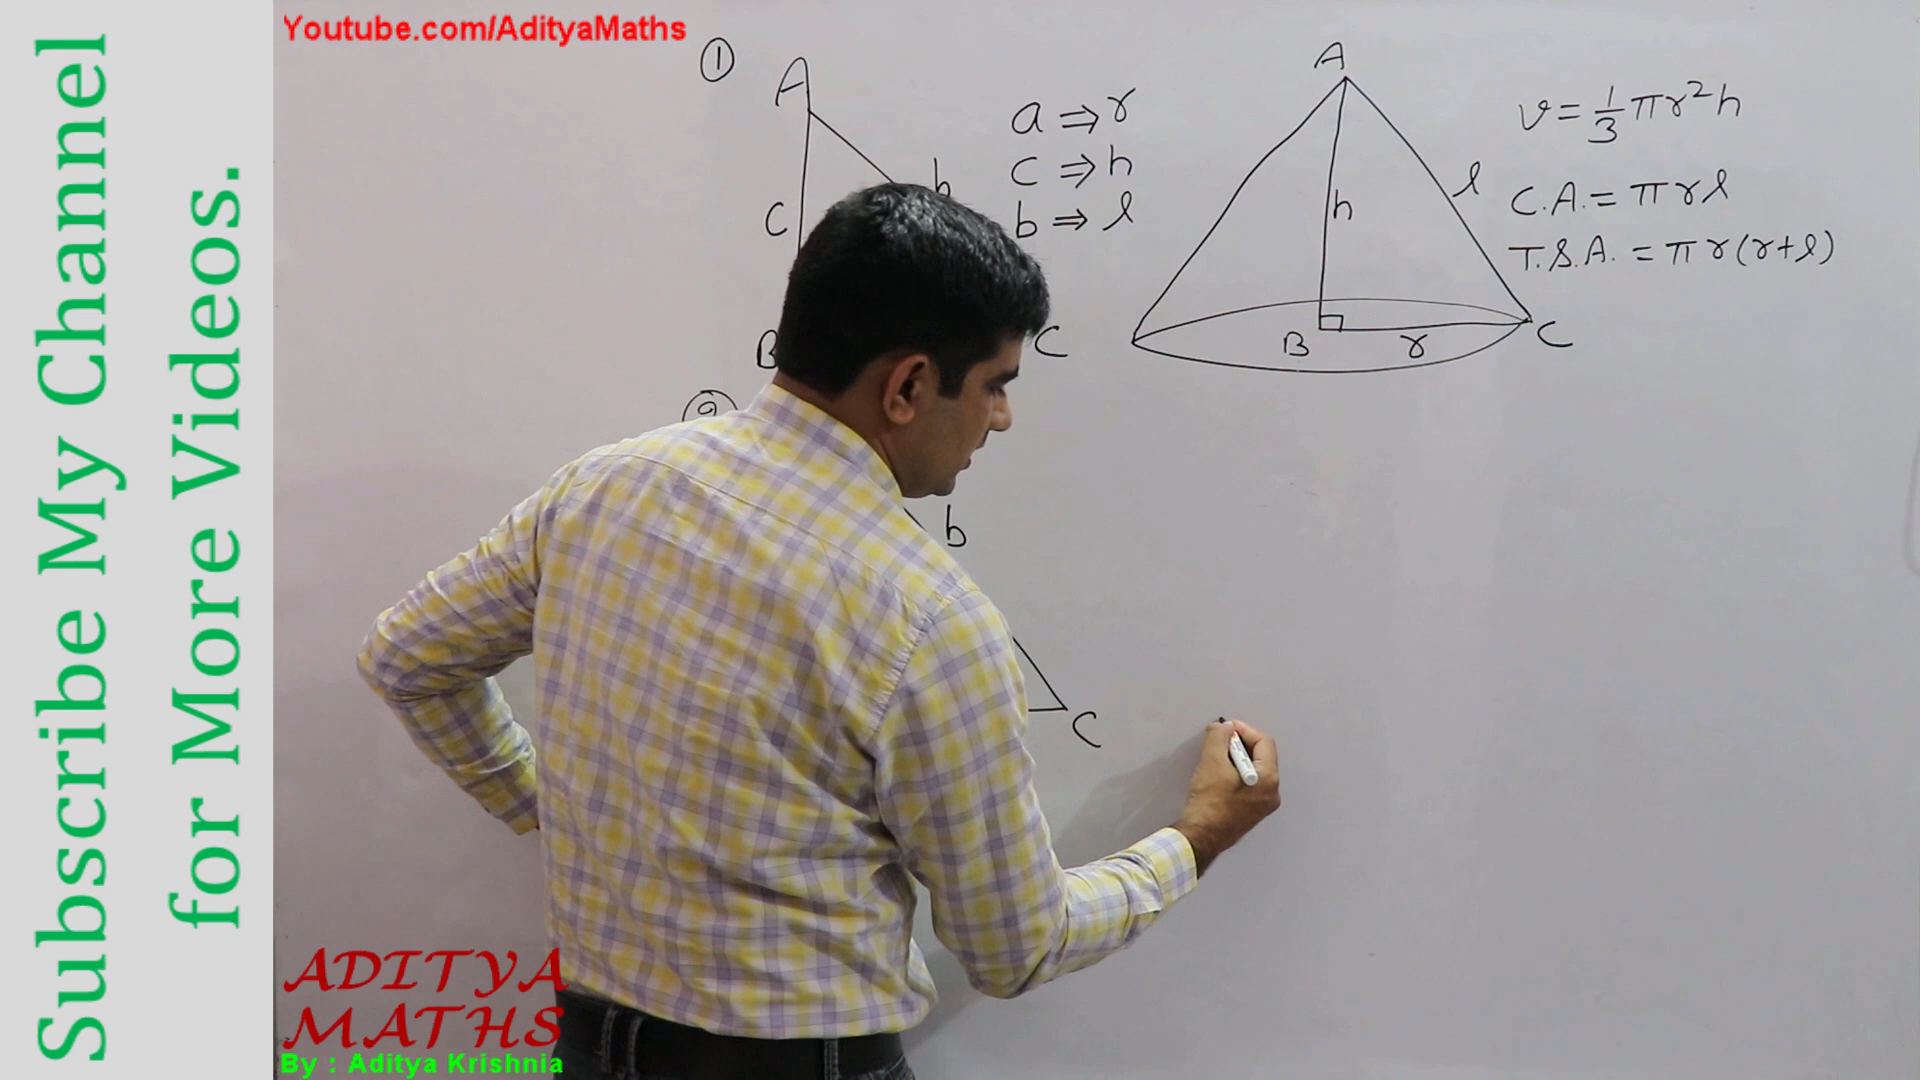 Subscribe My Channel
for More Videos.
Youtube.com/AdityaMaths
①
A
b
C
B
C
a ⇒ r
c ⇒ h
b ⇒ l
A
h
l
B
r
C
v = 1/3 πr²h
C.A. = πrl
T.S.A. = πr(r+l)
b
C
ADITYA
MATHS
By : Aditya Krishnia